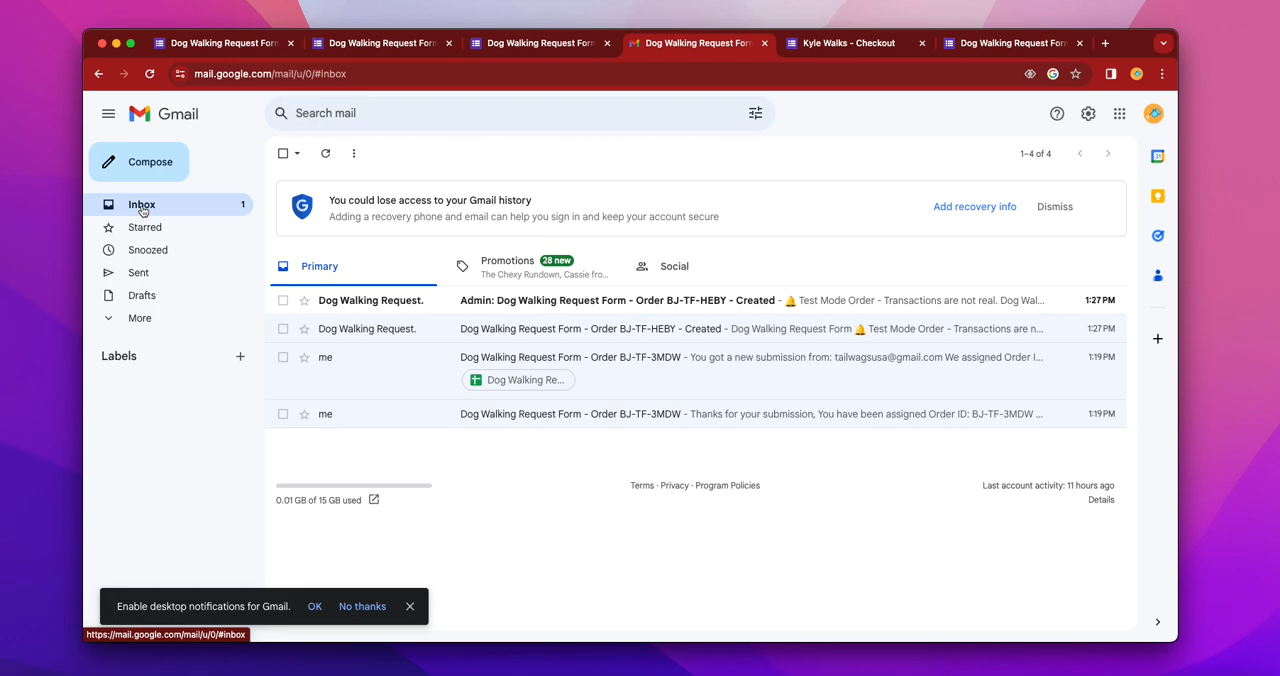 Dog Walking Request Form
Dog Walking Request Form
Dog Walking Request Form
Dog Walking Request Form
Kyle Walks - Checkout
Dog Walking Request Form
mail.google.com/mail/u/0/#inbox
Gmail
Search mail
Compose
Inbox 1
Starred
Snoozed
Sent
Drafts
More
Labels
1–4 of 4
You could lose access to your Gmail history
Adding a recovery phone and email can help you sign in and keep your account secure
Add recovery info
Dismiss
Primary
Promotions 28 new
The Chexy Rundown, Cassie fro...
Social
Dog Walking Request. Admin: Dog Walking Request Form - Order BJ-TF-HEBY - Created - 🔔 Test Mode Order - Transactions are not real. Dog Wal... 1:27 PM
Dog Walking Request. Dog Walking Request Form - Order BJ-TF-HEBY - Created - Dog Walking Request Form 🔔 Test Mode Order - Transactions are n... 1:27 PM
me Dog Walking Request Form - Order BJ-TF-3MDW - You got a new submission from: tailwagsusa@gmail.com We assigned Order I... 1:19 PM
Dog Walking Re...
me Dog Walking Request Form - Order BJ-TF-3MDW - Thanks for your submission, You have been assigned Order ID: BJ-TF-3MDW ... 1:19 PM
0.01 GB of 15 GB used
Terms · Privacy · Program Policies
Last account activity: 11 hours ago
Details
Enable desktop notifications for Gmail. OK No thanks
https://mail.google.com/mail/u/0/#inbox
31